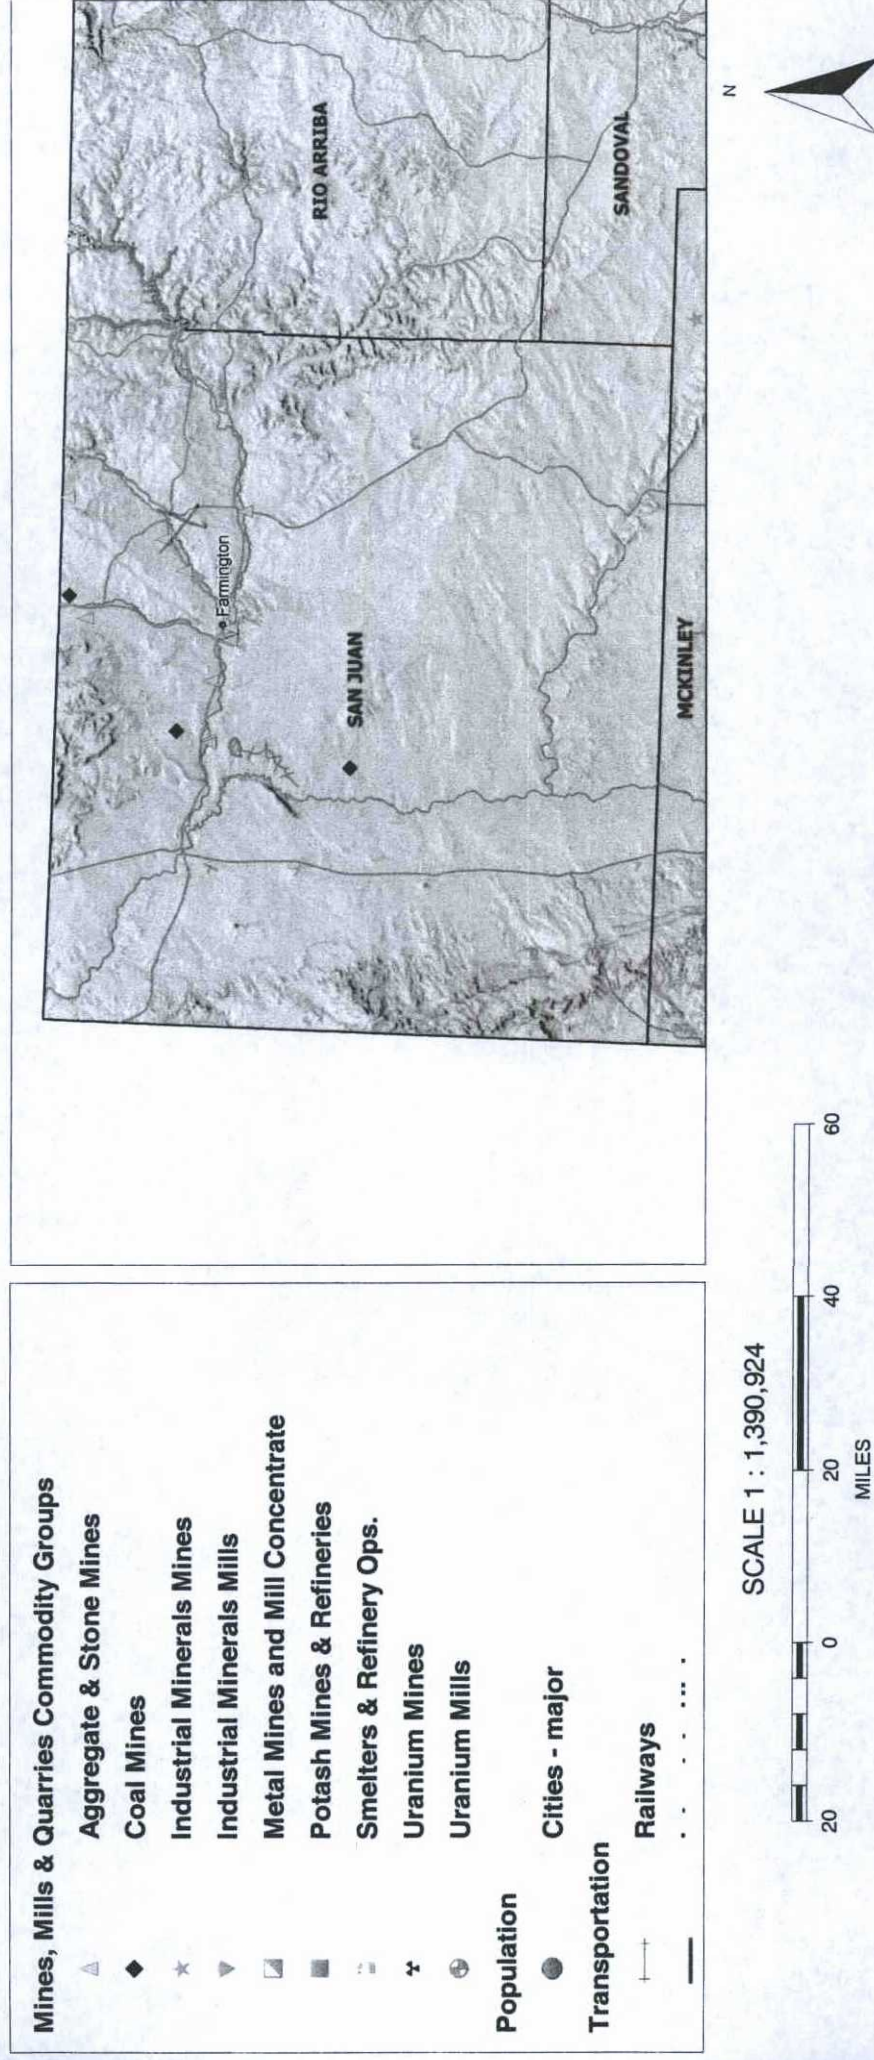 Mines, Mills & Quarries Commodity Groups
Aggregate & Stone Mines
Coal Mines
Industrial Minerals Mines
Industrial Minerals Mills
Metal Mines and Mill Concentrate
Potash Mines & Refineries
Smelters & Refinery Ops.
Uranium Mines
Uranium Mills
Population
Cities - major
Transportation
Railways
RIO ARRIBA
SANDOVAL
Farmington
SAN JUAN
MCKINLEY
N
SCALE 1 : 1,390,924
20 0 20 40 60
MILES